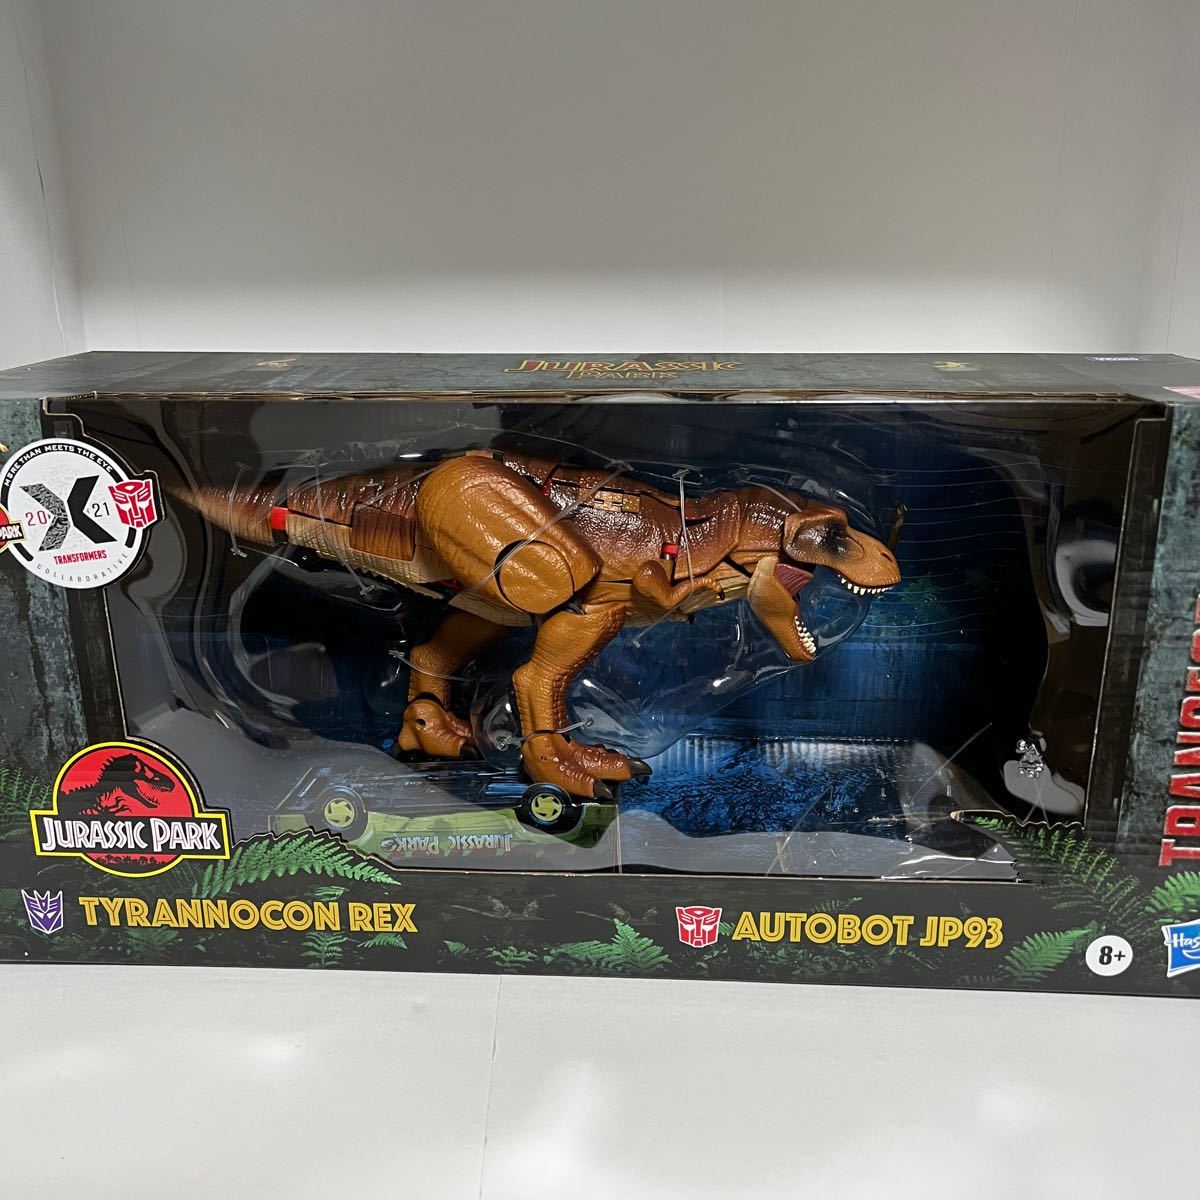 JURASSIC
PARK
MORE THAN MEETS THE EYE
20 X 21
TRANSFORMERS
COLLABORATIVE
PARK
JURASSIC PARK
JURASSIC PARK
TYRANNOCON REX
AUTOBOT JP93
8+